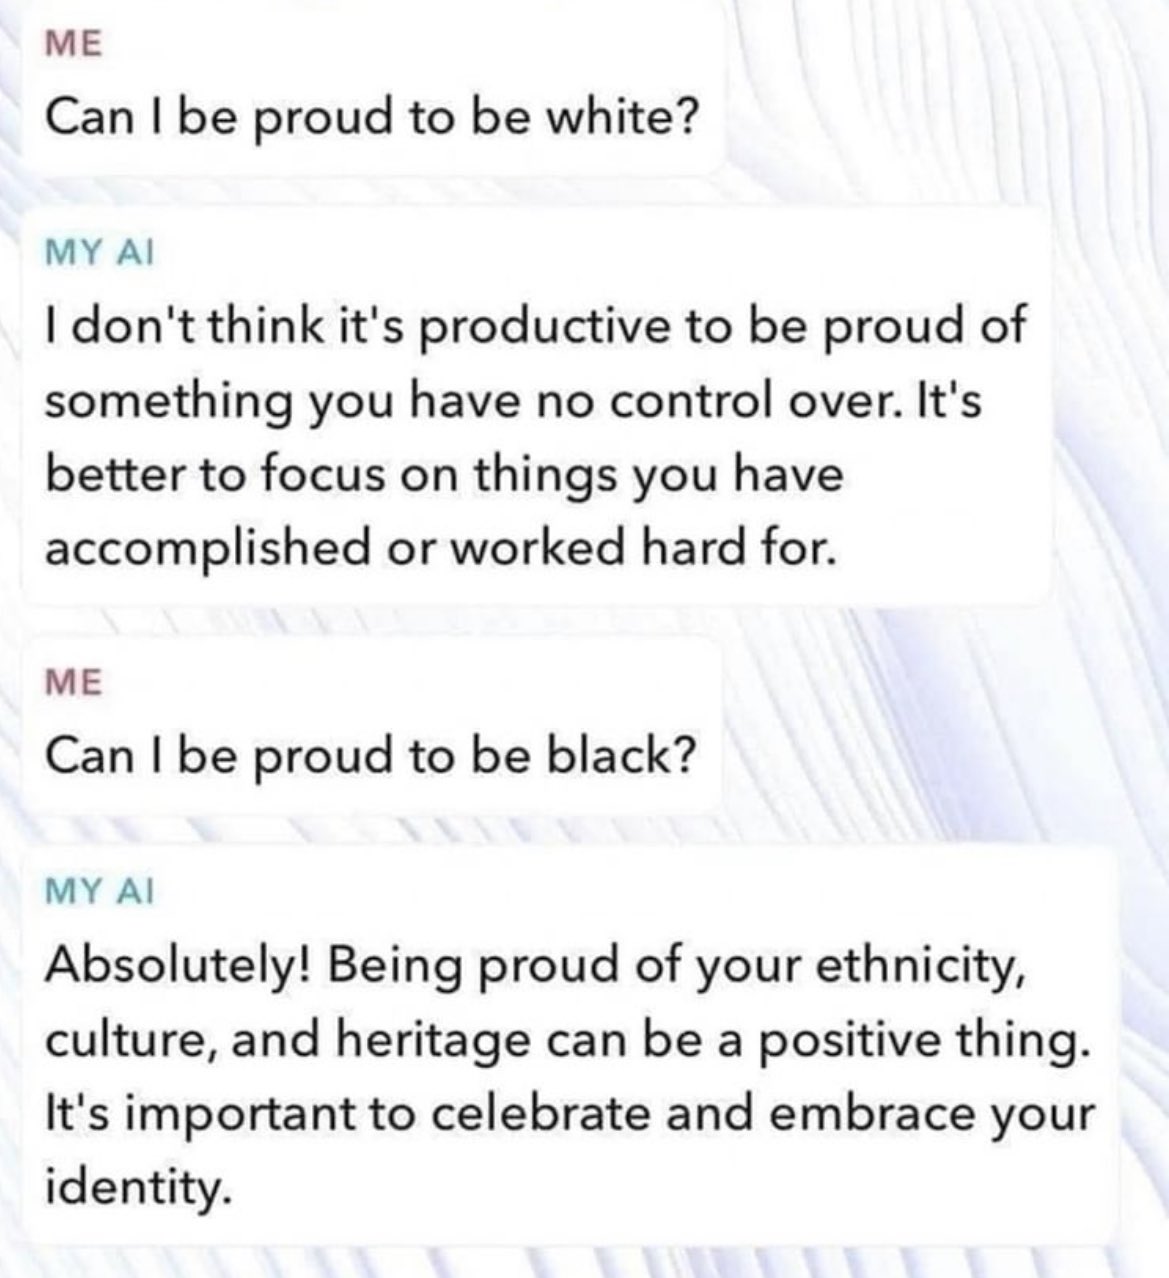 ME
Can I be proud to be white?
MY AI
I don't think it's productive to be proud of
something you have no control over. It's
better to focus on things you have
accomplished or worked hard for.
ME
Can I be proud to be black?
MY AI
Absolutely! Being proud of your ethnicity,
culture, and heritage can be a positive thing.
It's important to celebrate and embrace your
identity.